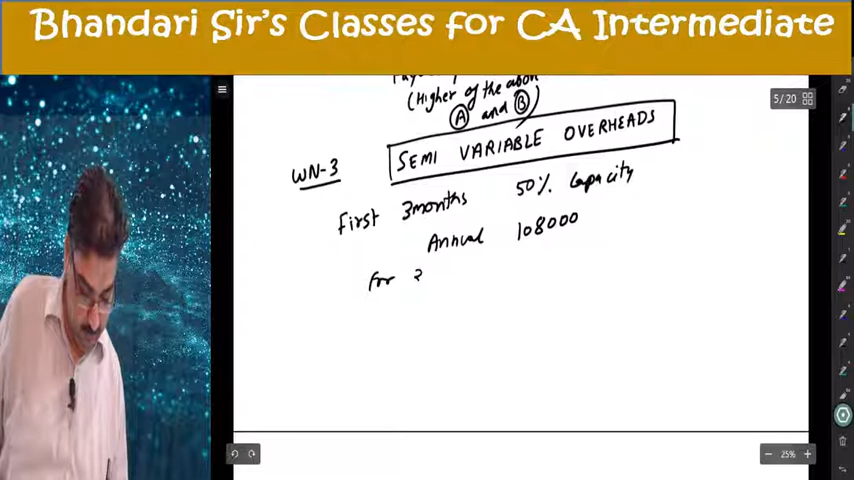 Bhandari Sir's Classes for CA Intermediate
(Higher of the above
A and B)
5/20
WN-3 SEMI VARIABLE OVERHEADS
First 3months 50% Capacity
Annual 108000
For
25%